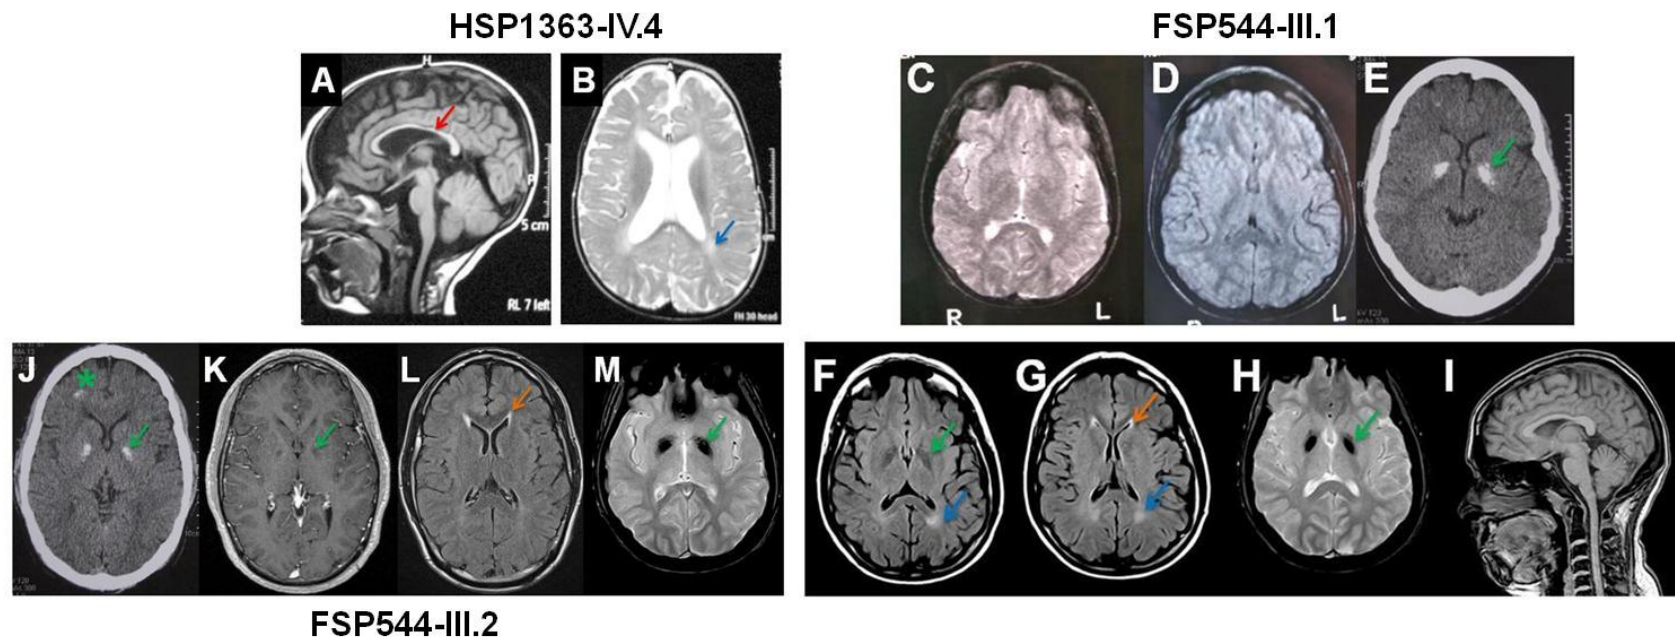 HSP1363-IV.4
FSP544-III.1
A
H
P
5 cm
RL 7 left
B
A
FH 30 head
C
R
L
D
L
E
J
*
K
L
M
F
G
H
I
FSP544-III.2